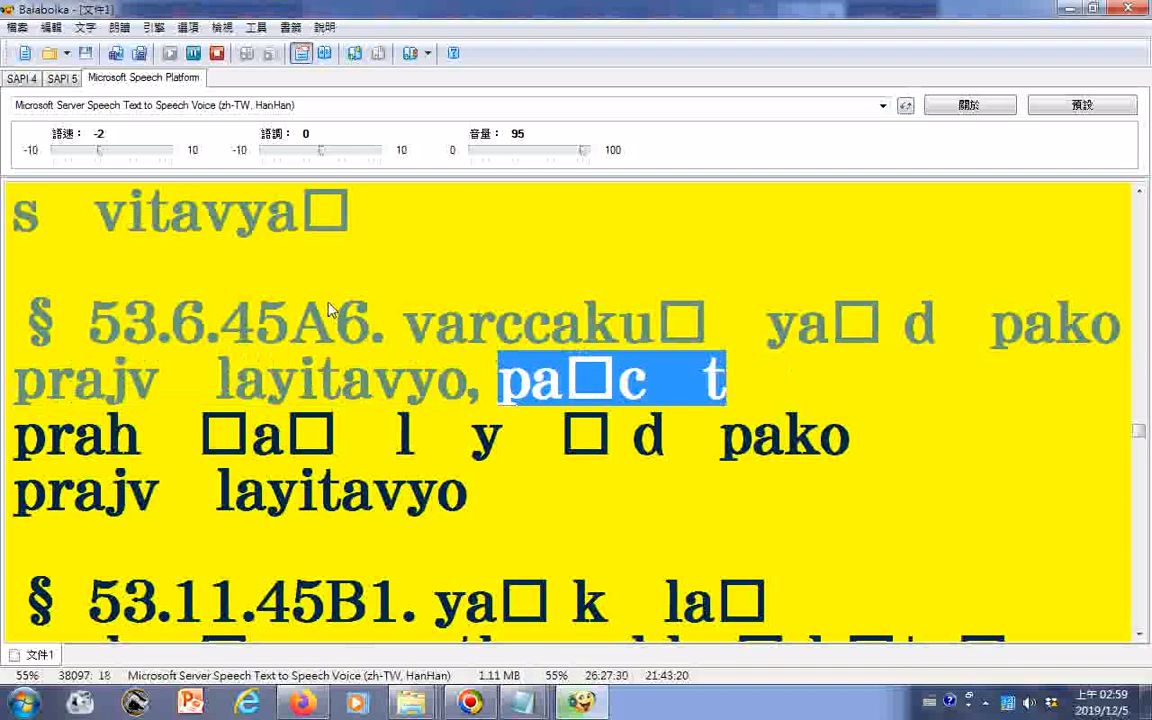 Balabolka - [文件1]
檔案 編輯 文字 朗讀 引擎 選項 檢視 工具 書籤 說明
SAPI 4 SAPI 5 Microsoft Speech Platform
Microsoft Server Speech Text to Speech Voice (zh-TW, HanHan) 關於 預設
語速： -2 語調： 0 音量： 95
-10 10 -10 10 0 100
s vitavya□
§ 53.6.45A6. varccaku□ ya□ d pako
prajv layitavyo, pa□c t
prah □a□ l y □ d pako
prajv layitavyo
§ 53.11.45B1. ya□ k la□
文件1
55% 38097: 18 Microsoft Server Speech Text to Speech Voice (zh-TW, HanHan) 1.11 MB 55% 26:27:30 21:43:20
上午 02:59
2019/12/5